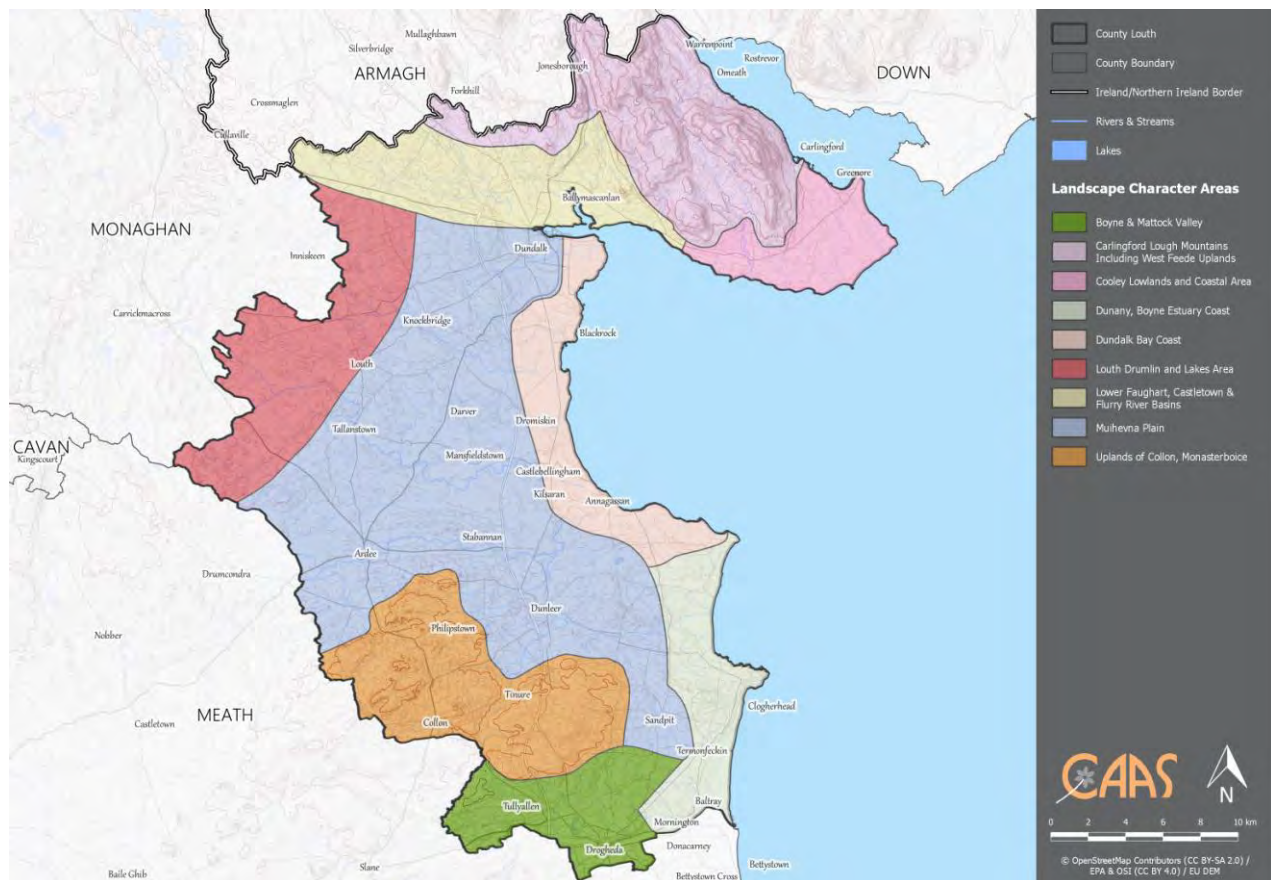 Mullaghbawn
Silverbridge
Warrenpoint
Rostrevor
Jonesborough
ARMAGH
Omeath
DOWN
Forkhill
Crossmaglen
Cullaville
Carlingford
Greenore
Ballymascanlan
MONAGHAN
Inniskeen
Dundalk
Carrickmacross
Knockbridge
Blackrock
Louth
Darver
Tallanstown
Dromiskin
CAVAN
Kingscourt
Mansfieldstown
Castlebellingham
Kilsaran
Annagassan
Stabannan
Ardee
Drumcondra
Dunleer
Philipstown
Nobber
Tinure
Clogherhead
MEATH
Castletown
Collon
Sandpit
Termonfeckin
Tullyallen
Baltray
Mornington
Drogheda
Donacarney
Slane
Bettystown
Baile Ghib
Bettystown Cross
County Louth
County Boundary
Ireland/Northern Ireland Border
Rivers & Streams
Lakes
Landscape Character Areas
Boyne & Mattock Valley
Carlingford Lough Mountains
Including West Feede Uplands
Cooley Lowlands and Coastal Area
Dunany, Boyne Estuary Coast
Dundalk Bay Coast
Louth Drumlin and Lakes Area
Lower Faughart, Castletown &
Flurry River Basins
Muihevna Plain
Uplands of Collon, Monasterboice
CAAS
N
0 2 4 6 8 10 km
© OpenStreetMap Contributors (CC BY-SA 2.0) /
EPA & OSI (CC BY 4.0) / EU DEM